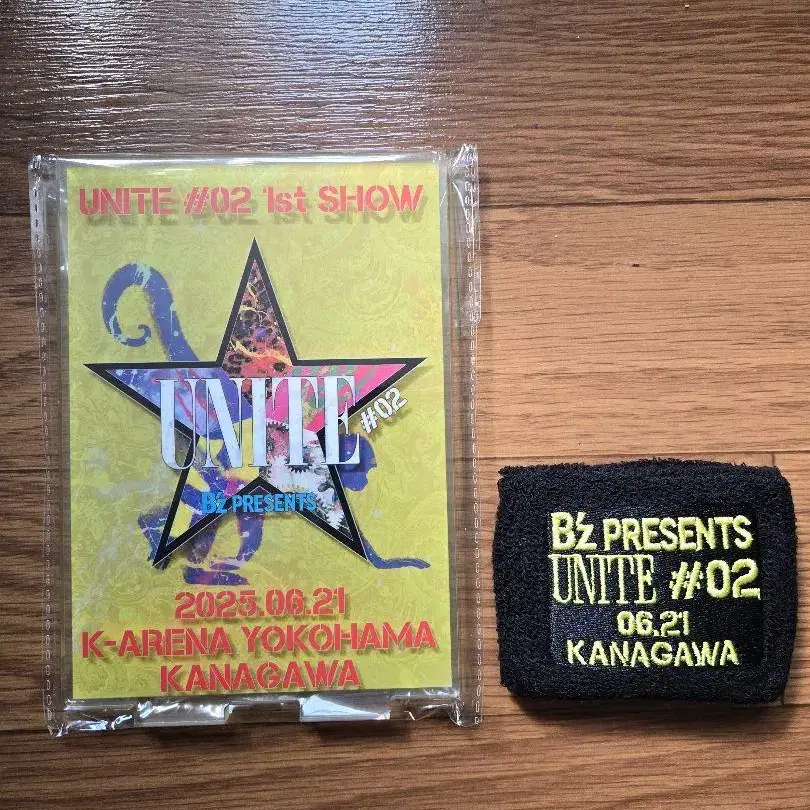 UNITE #02 1st SHOW
UNITE #02
B'z PRESENTS
2025.06.21
K-ARENA YOKOHAMA
KANAGAWA
B'z PRESENTS
UNITE #02
06.21
KANAGAWA